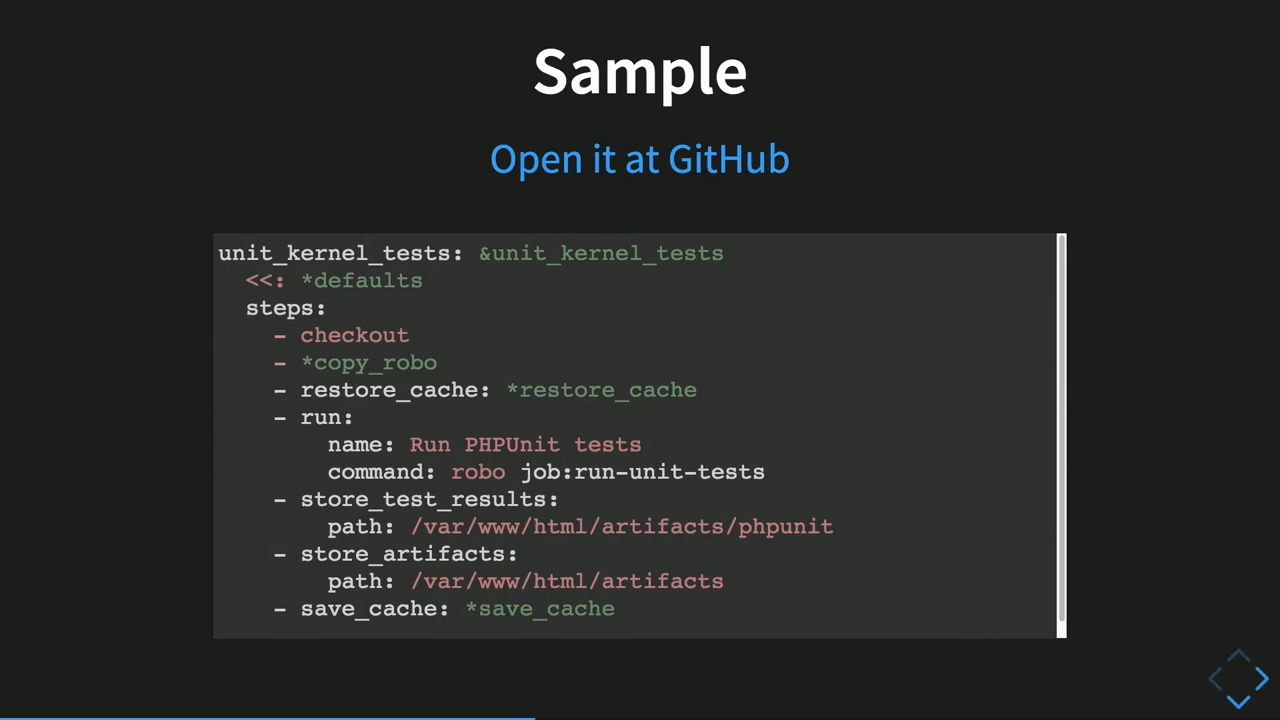 Sample
Open it at GitHub
unit_kernel_tests: &unit_kernel_tests
  <<: *defaults
  steps:
    - checkout
    - *copy_robo
    - restore_cache: *restore_cache
    - run:
        name: Run PHPUnit tests
        command: robo job:run-unit-tests
    - store_test_results:
        path: /var/www/html/artifacts/phpunit
    - store_artifacts:
        path: /var/www/html/artifacts
    - save_cache: *save_cache